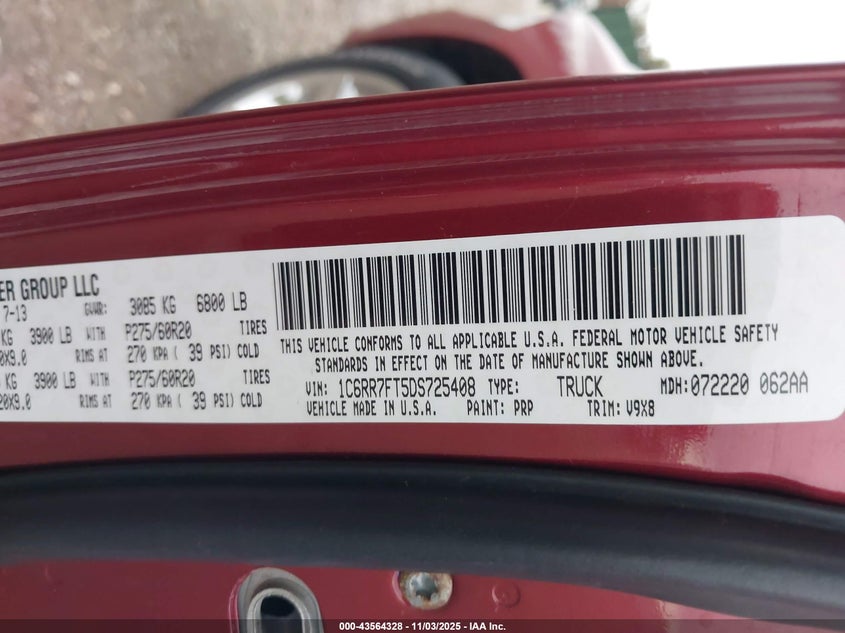 ER GROUP LLC
7-13 GVWR: 3085 KG 6800 LB
KG 3900 LB WITH P275/60R20 TIRES
0X9.0 RIMS AT 270 KPA ( 39 PSI) COLD
KG 3900 LB WITH P275/60R20 TIRES
20X9.0 RIMS AT 270 KPA ( 39 PSI) COLD
THIS VEHICLE CONFORMS TO ALL APPLICABLE U.S.A. FEDERAL MOTOR VEHICLE SAFETY
STANDARDS IN EFFECT ON THE DATE OF MANUFACTURE SHOWN ABOVE.
VIN: 1C6RR7FT5DS725408 TYPE: TRUCK MDH: 072220 062AA
VEHICLE MADE IN U.S.A. PAINT: PRP TRIM: V9X8
000-43564328 - 11/03/2025 - IAA Inc.